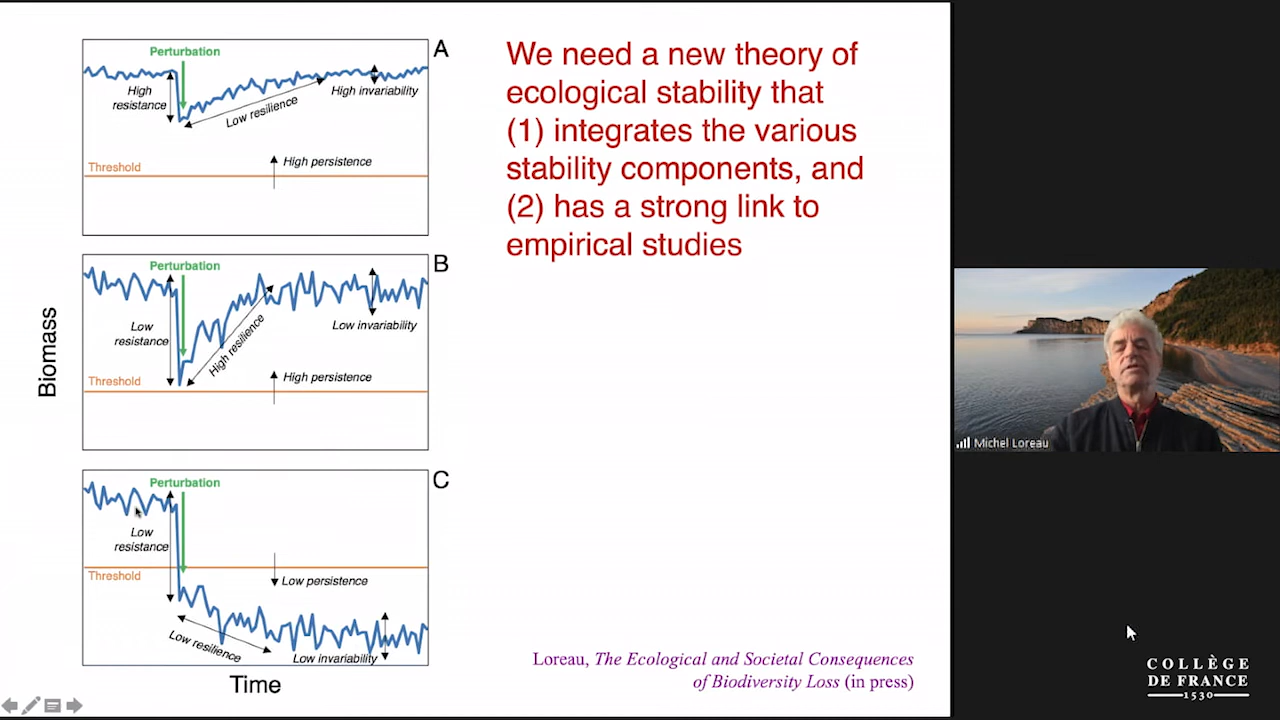 A
Perturbation
High
resistance
Low resilience
High invariability
Threshold
High persistence
B
Perturbation
Low
resistance
High resilience
Low invariability
Threshold
High persistence
C
Perturbation
Low
resistance
Threshold
Low persistence
Low resilience
Low invariability
Biomass
Time
We need a new theory of
ecological stability that
(1) integrates the various
stability components, and
(2) has a strong link to
empirical studies
Loreau, The Ecological and Societal Consequences
of Biodiversity Loss (in press)
Michel Loreau
COLLÈGE
DE FRANCE
1530